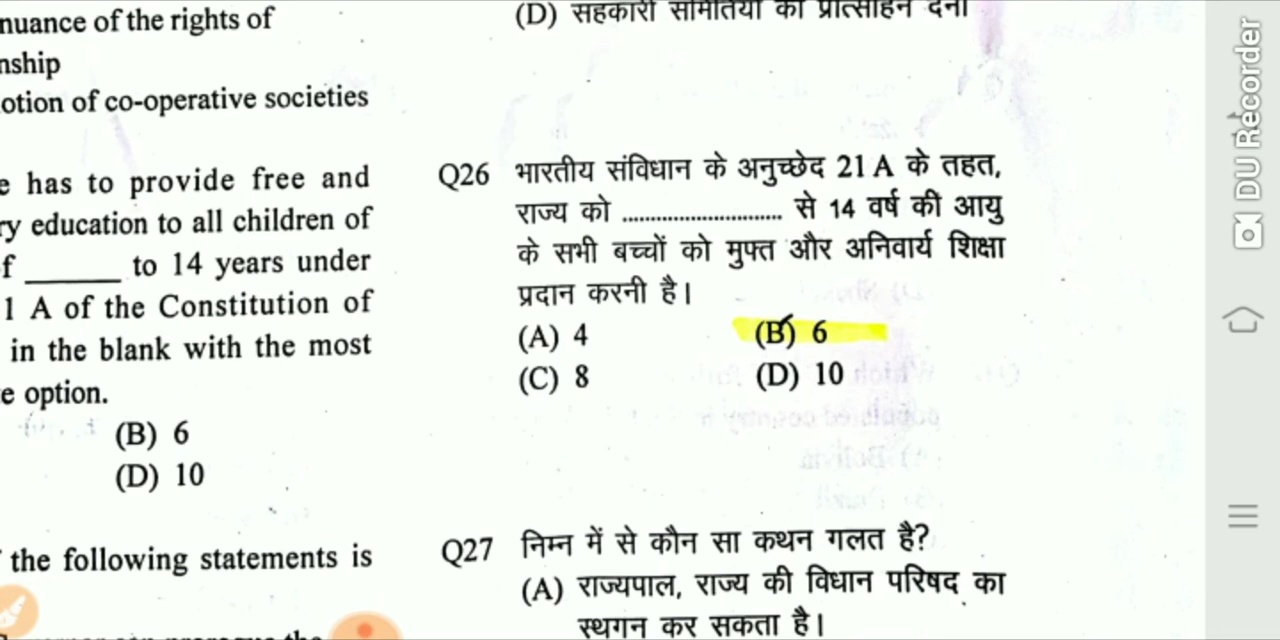 nuance of the rights of
nship
otion of co-operative societies
e has to provide free and
ry education to all children of
f ______ to 14 years under
1 A of the Constitution of
in the blank with the most
e option.
(B) 6
(D) 10
the following statements is
(D) सहकारी समितियों को प्रोत्साहन देना
Q26 भारतीय संविधान के अनुच्छेद 21 A के तहत,
राज्य को ............................ से 14 वर्ष की आयु
के सभी बच्चों को मुफ्त और अनिवार्य शिक्षा
प्रदान करनी है।
(A) 4 (B) 6
(C) 8 (D) 10
Q27 निम्न में से कौन सा कथन गलत है?
(A) राज्यपाल, राज्य की विधान परिषद का
स्थगन कर सकता है।
DU Recorder